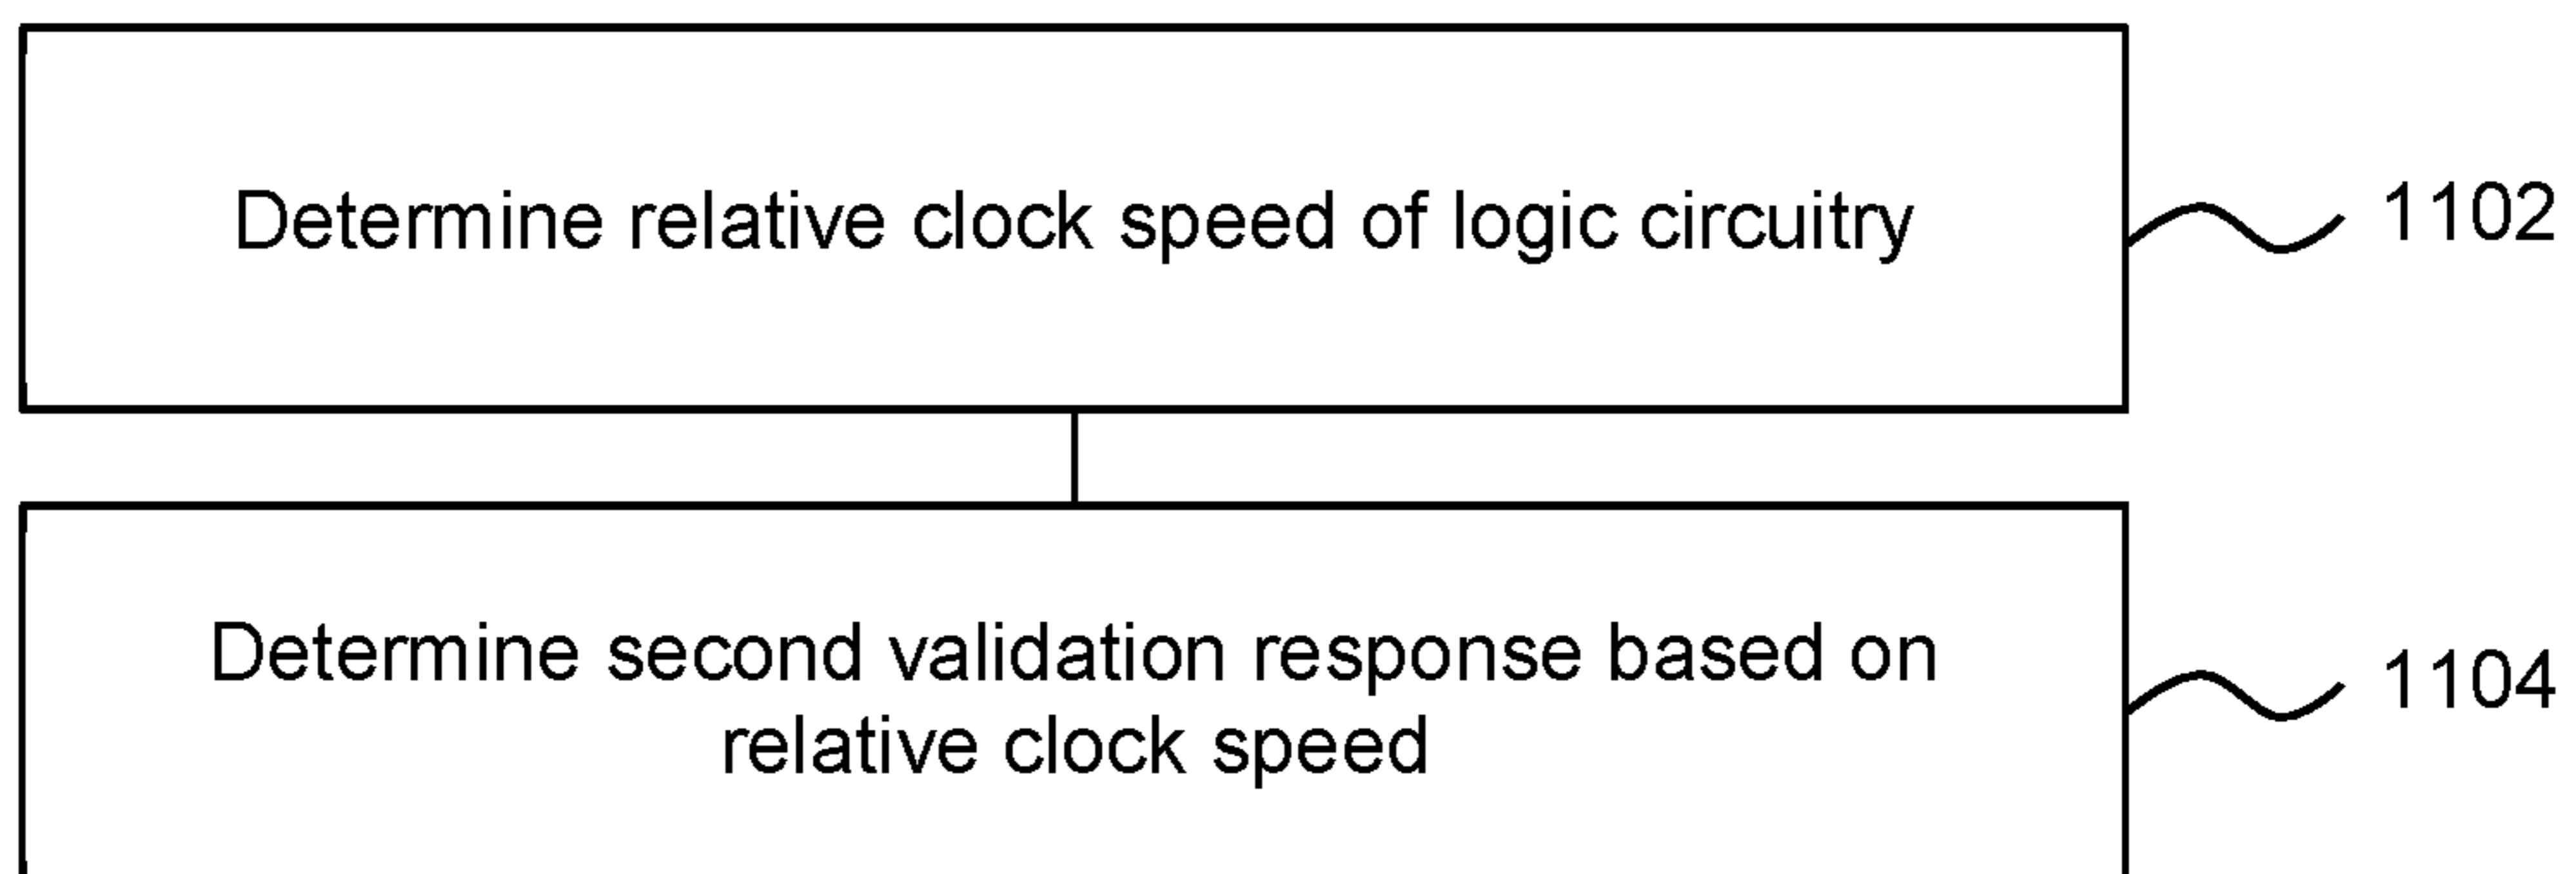 Determine relative clock speed of logic circuitry
1102
Determine second validation response based on
relative clock speed
1104